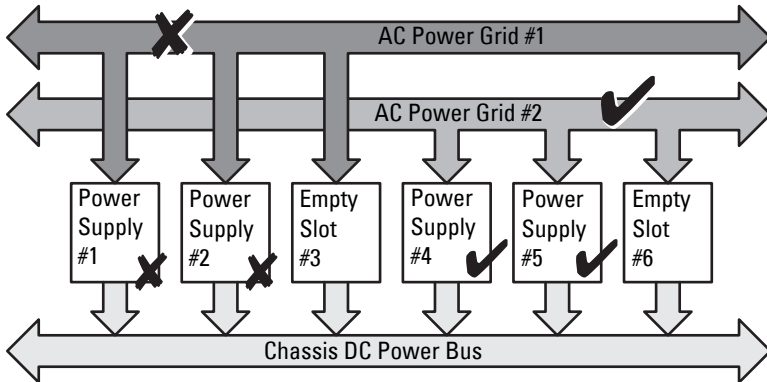 AC Power Grid #1
AC Power Grid #2
Power
Supply
#1
Power
Supply
#2
Empty
Slot
#3
Power
Supply
#4
Power
Supply
#5
Empty
Slot
#6
Chassis DC Power Bus